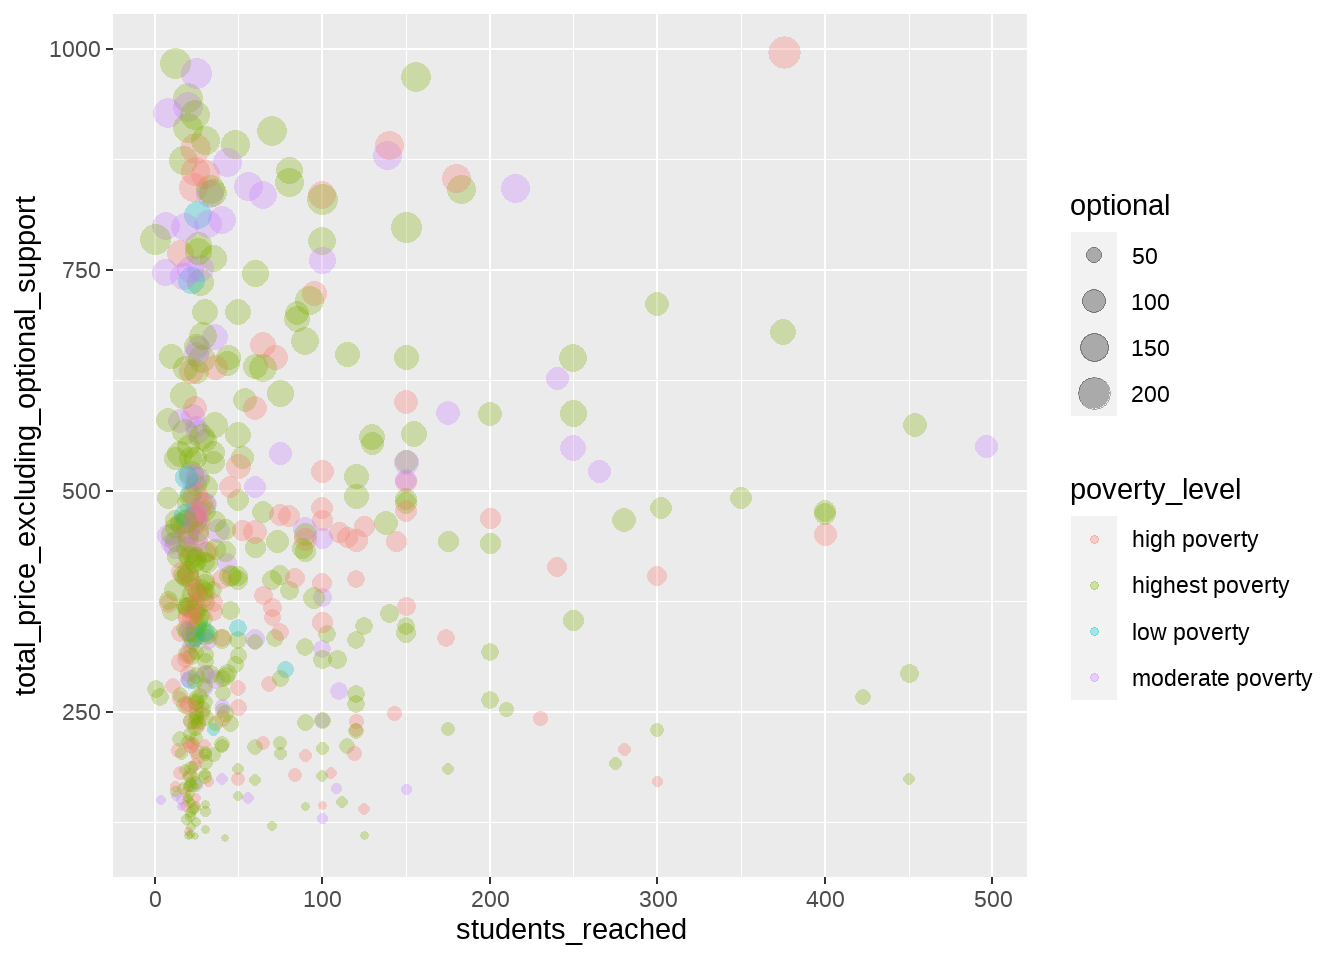 1000
750
500
250
total_price_excluding_optional_support
0
100
200
300
400
500
students_reached
optional
50
100
150
200
poverty_level
high poverty
highest poverty
low poverty
moderate poverty